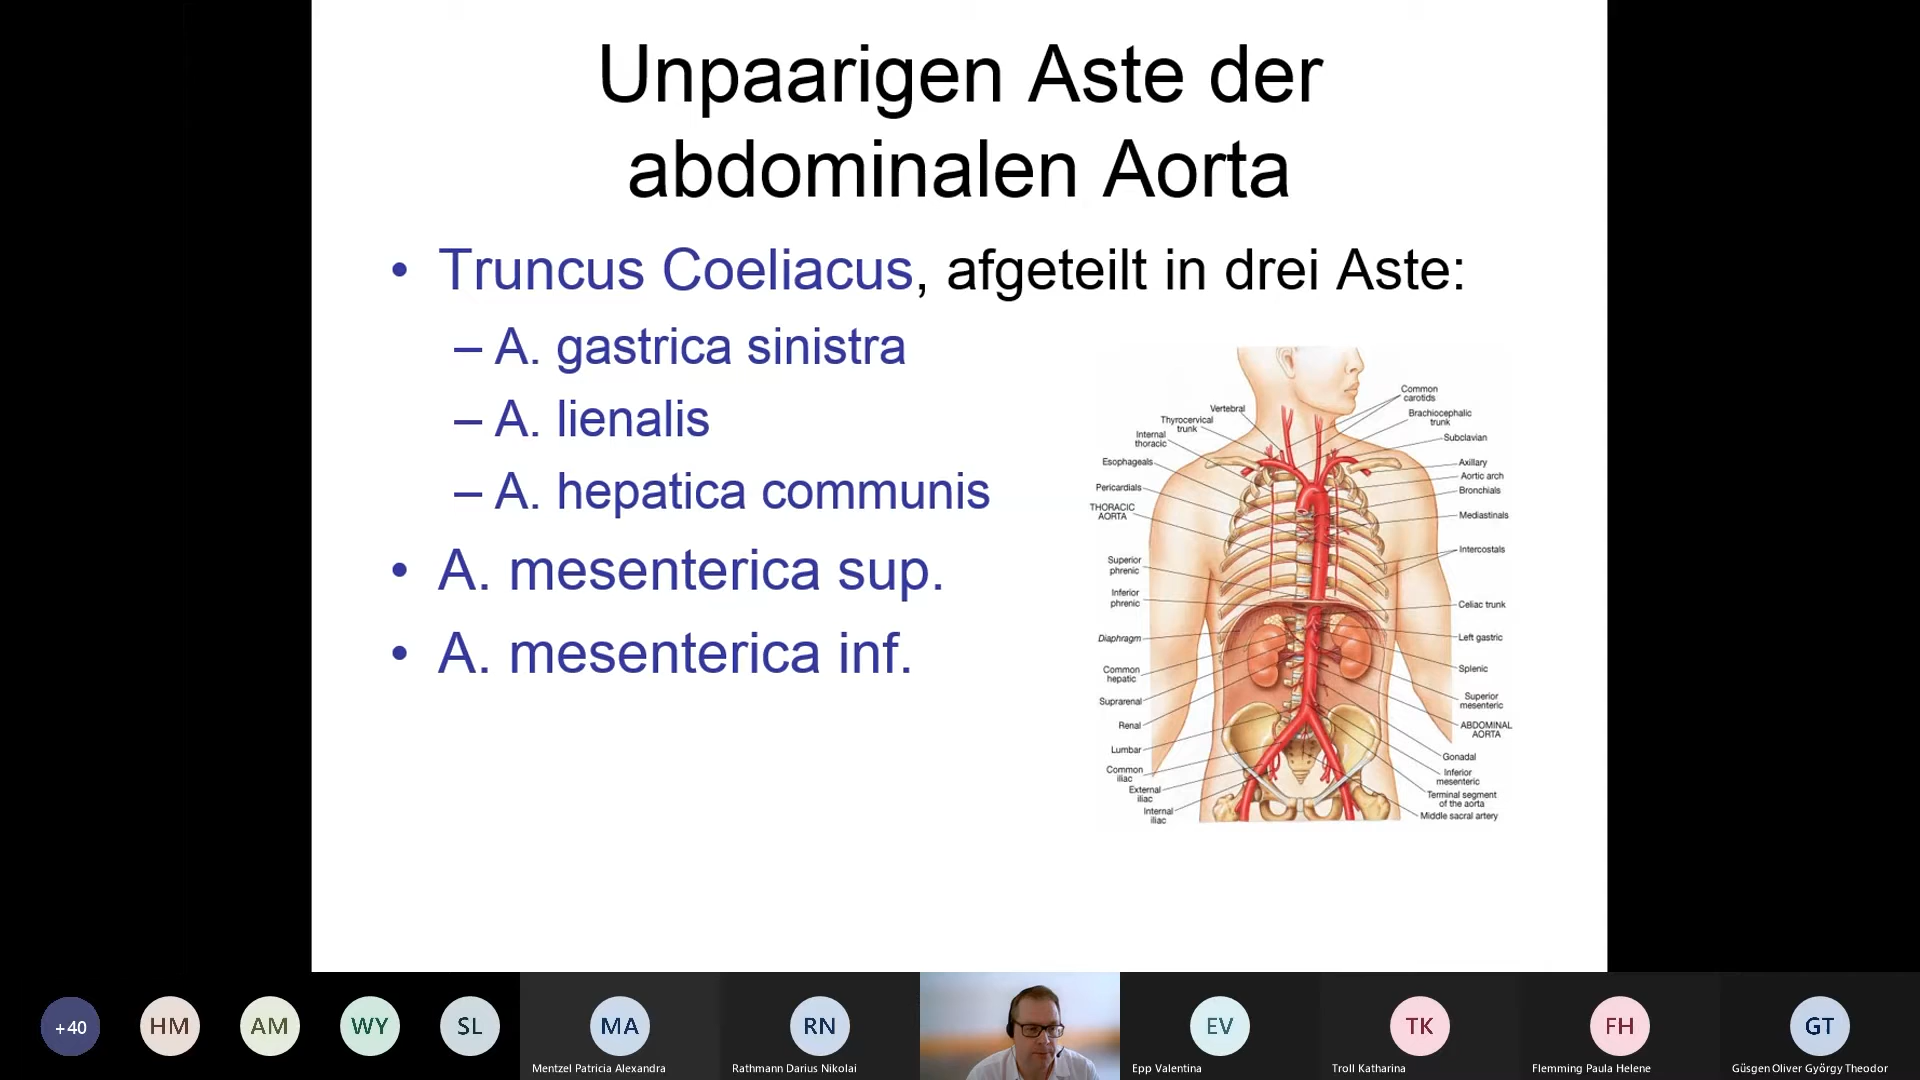 Unpaarigen Aste der
abdominalen Aorta
• Truncus Coeliacus, afgeteilt in drei Aste:
– A. gastrica sinistra
– A. lienalis
– A. hepatica communis
• A. mesenterica sup.
• A. mesenterica inf.
Vertebral
Thyrocervical
trunk
Internal
thoracic
Esophageals
Pericardials
THORACIC
AORTA
Superior
phrenic
Inferior
phrenic
Diaphragm
Common
hepatic
Suprarenal
Renal
Lumbar
Common
iliac
External
iliac
Internal
iliac
Common
carotids
Brachiocephalic
trunk
Subclavian
Axillary
Aortic arch
Bronchials
Mediastinals
Intercostals
Celiac trunk
Left gastric
Splenic
Superior
mesenteric
ABDOMINAL
AORTA
Gonadal
Inferior
mesenteric
Terminal segment
of the aorta
Middle sacral artery
+40
HM
AM
WY
SL
MA
RN
EV
TK
FH
GT
Mentzel Patricia Alexandra
Rathmann Darius Nikolai
Epp Valentina
Troll Katharina
Flemming Paula Helene
Güsgen Oliver György Theodor